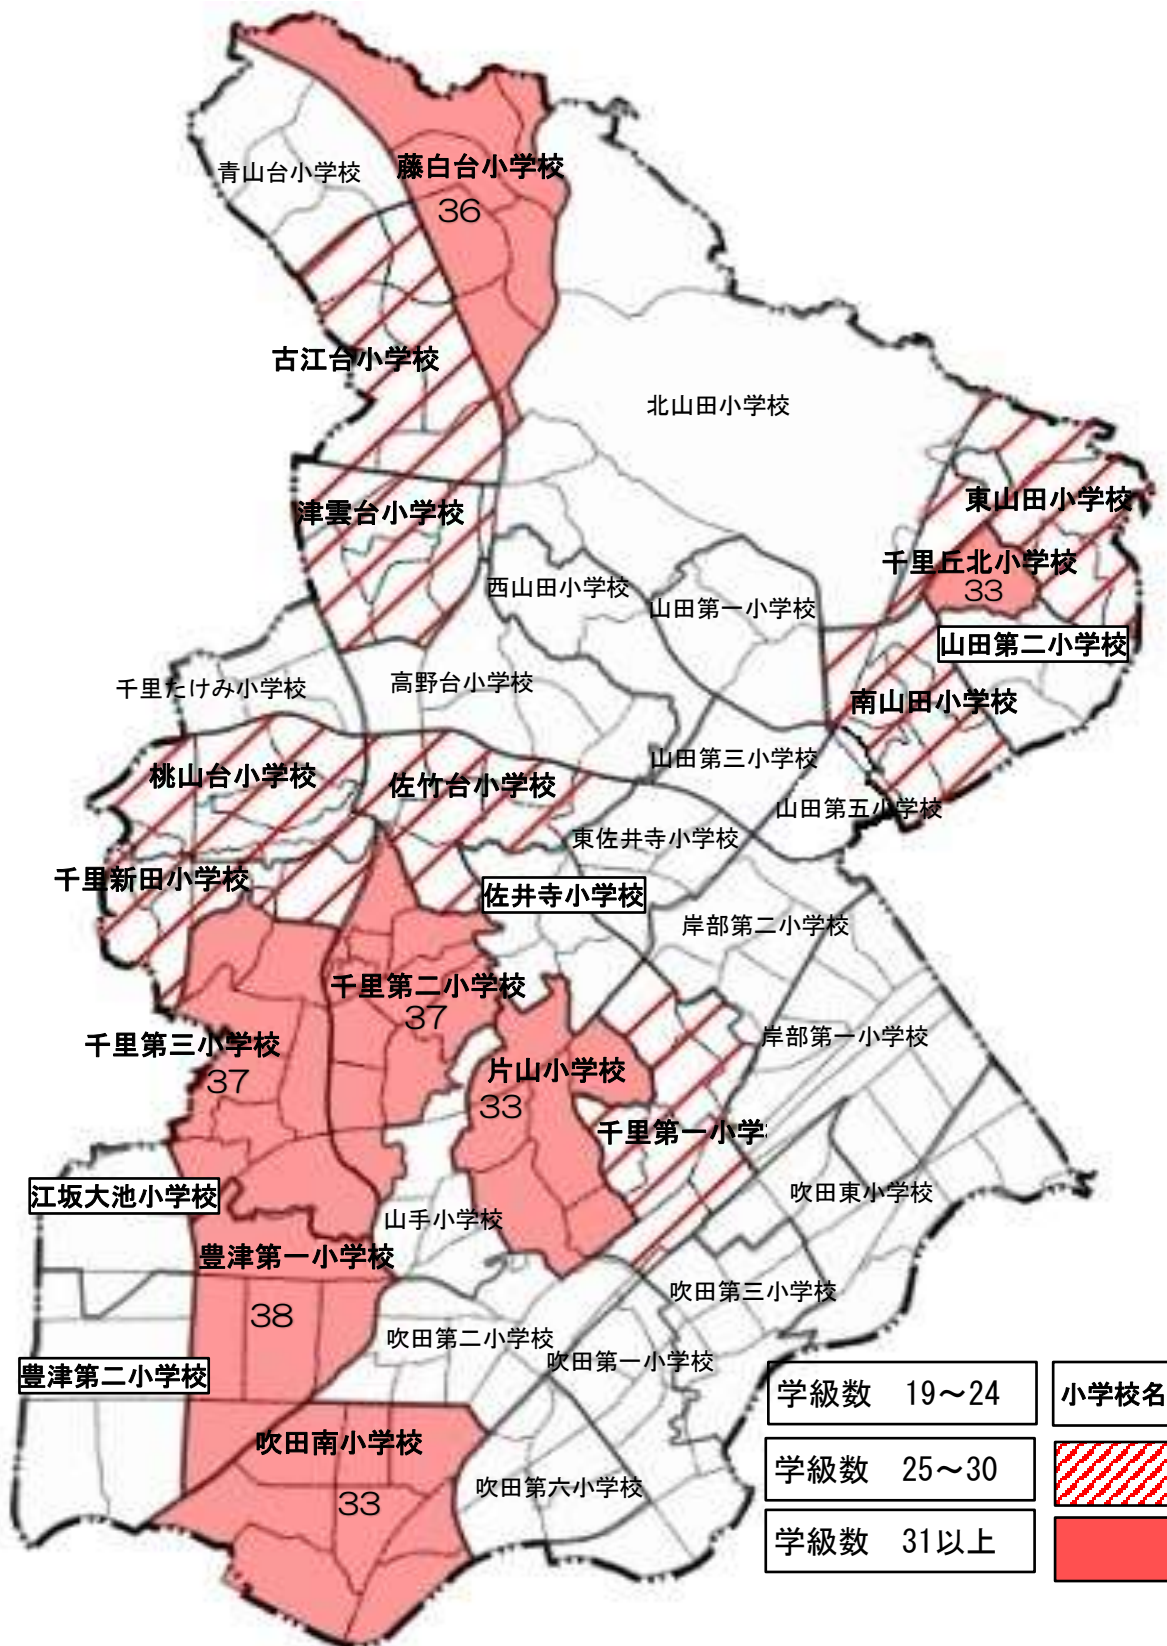 青山台小学校
藤白台小学校
36
古江台小学校
北山田小学校
津雲台小学校
東山田小学校
千里丘北小学校
33
西山田小学校
山田第一小学校
山田第二小学校
千里たけみ小学校
高野台小学校
南山田小学校
山田第三小学校
桃山台小学校
佐竹台小学校
山田第五小学校
東佐井寺小学校
千里新田小学校
佐井寺小学校
岸部第二小学校
千里第二小学校
37
千里第三小学校
37
岸部第一小学校
片山小学校
33
千里第一小学
江坂大池小学校
山手小学校
吹田東小学校
豊津第一小学校
38
吹田第三小学校
吹田第二小学校
吹田第一小学校
豊津第二小学校
吹田南小学校
33
吹田第六小学校
学級数 19～24 小学校名
学級数 25～30
学級数 31以上